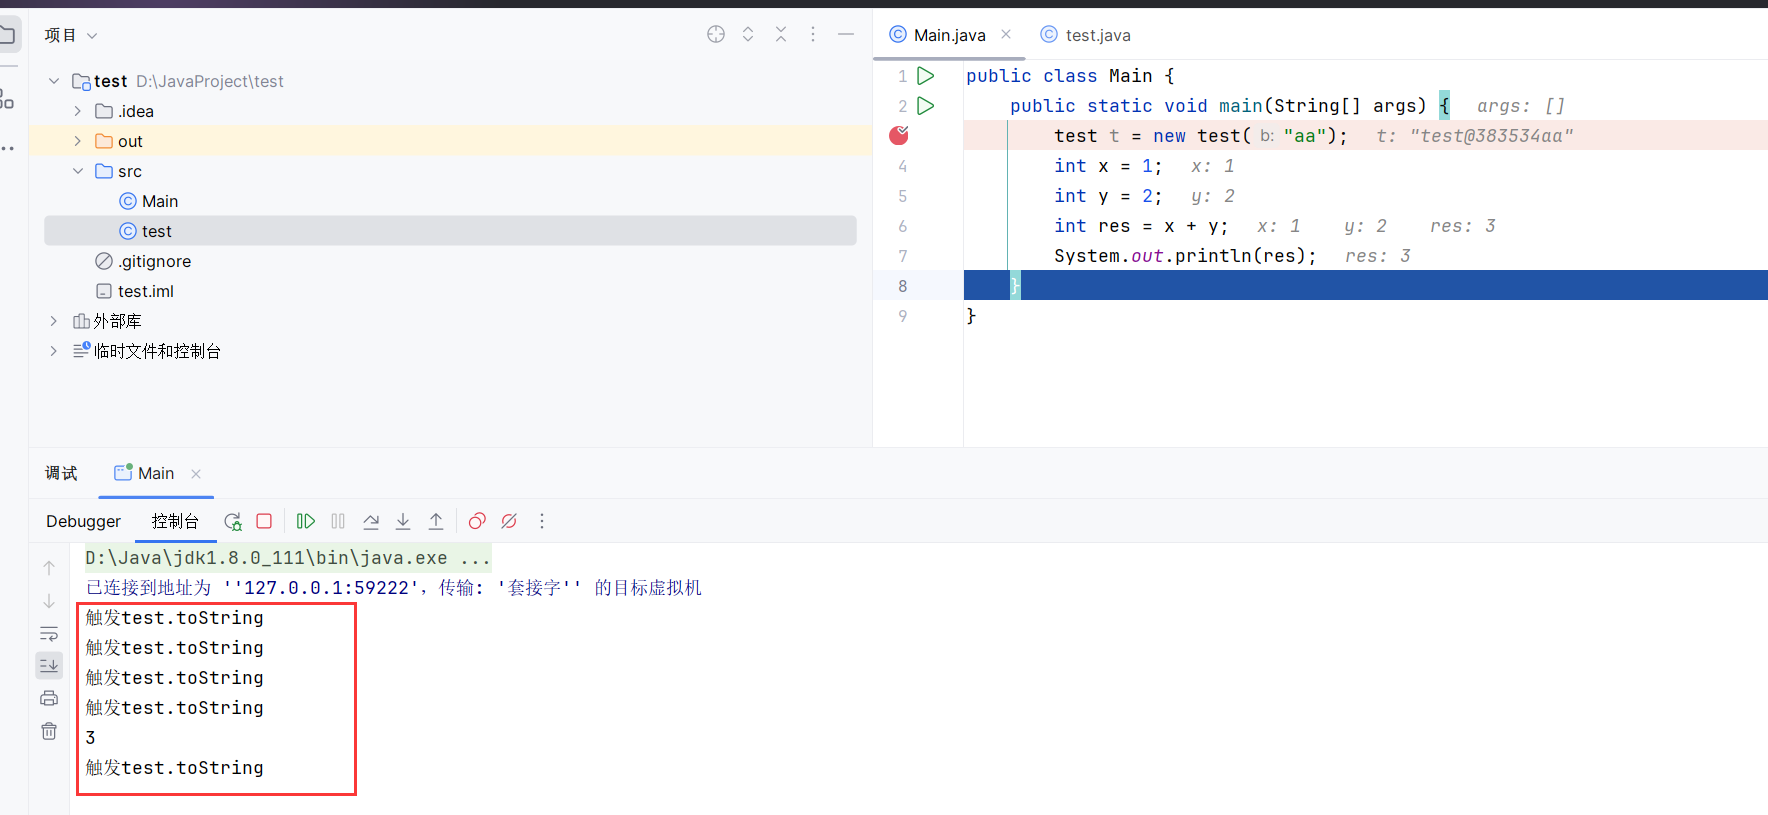 项目
test D:\JavaProject\test
.idea
out
src
Main
test
.gitignore
test.iml
外部库
临时文件和控制台
Main.java
test.java
1 public class Main {
2 public static void main(String[] args) { args: []
test t = new test( b: "aa"); t: "test@383534aa"
4 int x = 1; x: 1
5 int y = 2; y: 2
6 int res = x + y; x: 1 y: 2 res: 3
7 System.out.println(res); res: 3
8 }
9 }
调试 Main
Debugger 控制台
D:\Java\jdk1.8.0_111\bin\java.exe ...
已连接到地址为 ''127.0.0.1:59222', 传输: '套接字'' 的目标虚拟机
触发test.toString
触发test.toString
触发test.toString
触发test.toString
3
触发test.toString